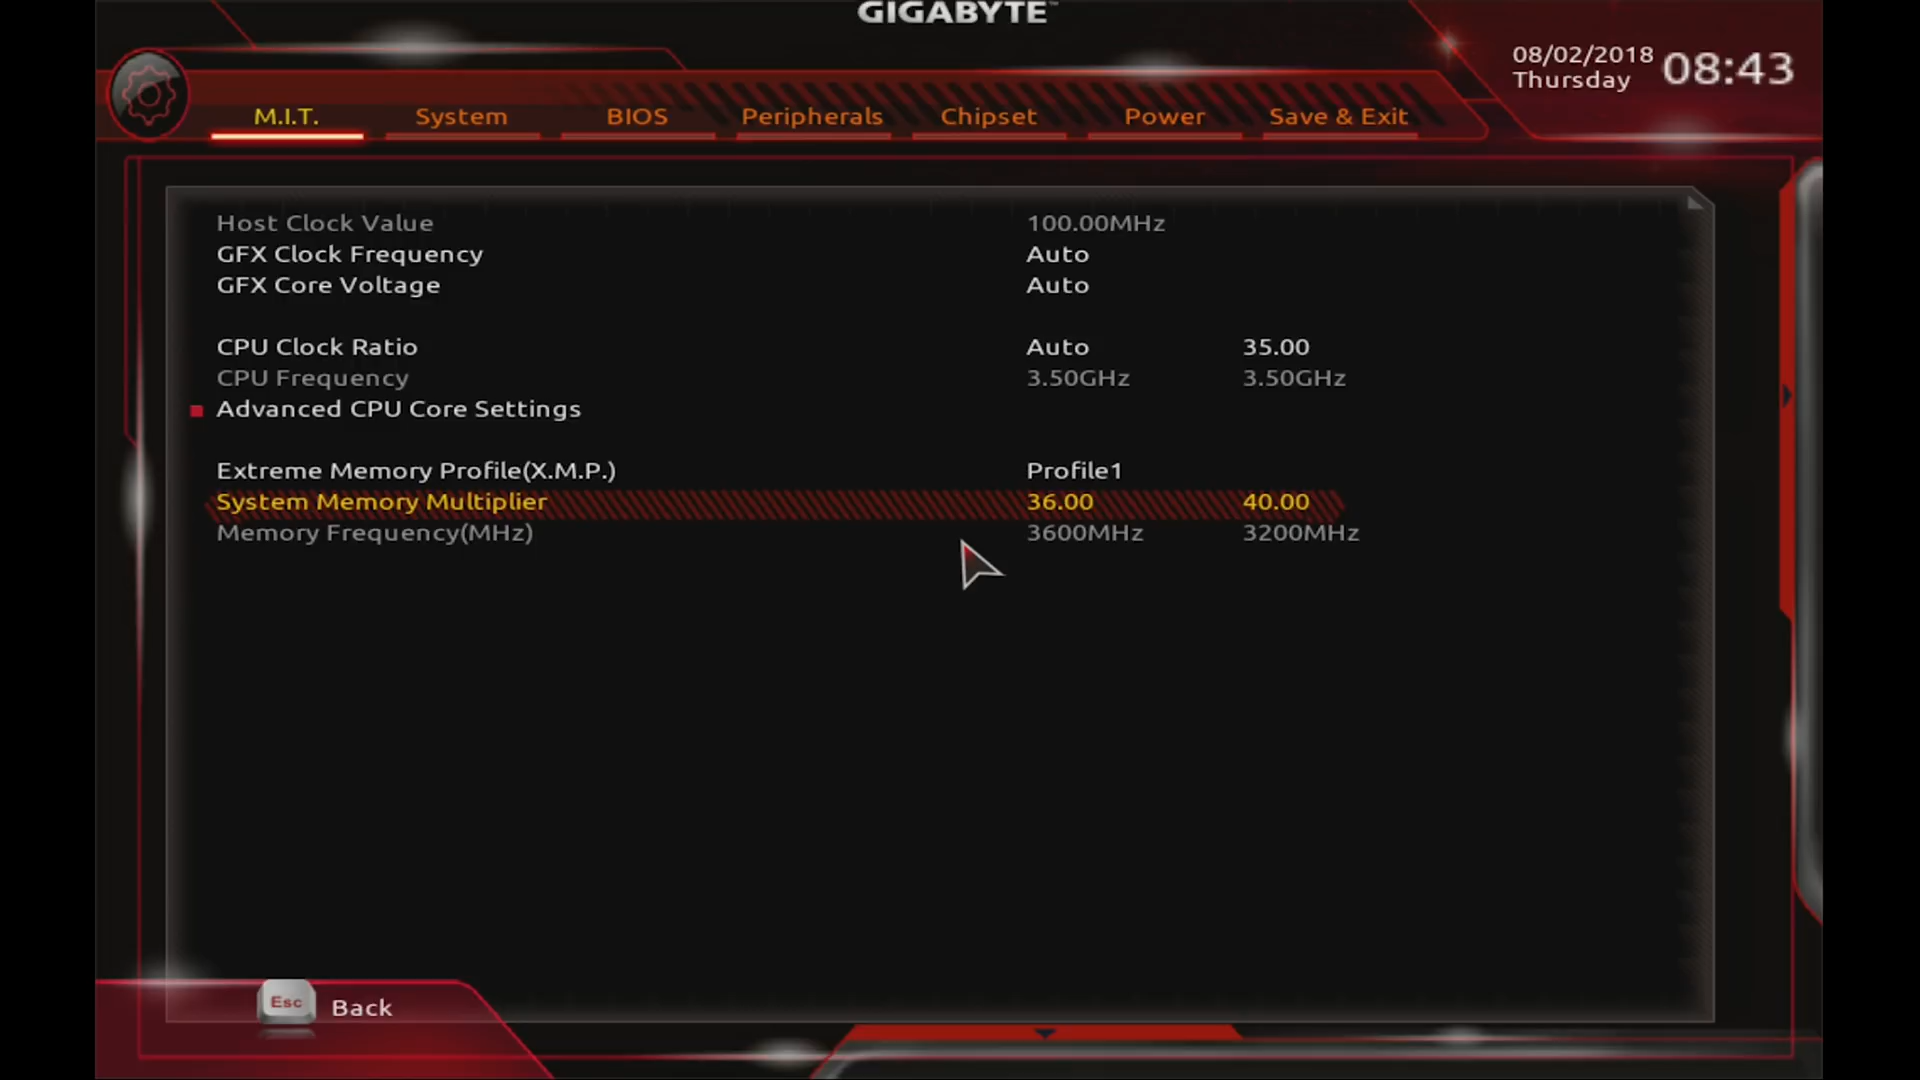 GIGABYTE™
08/02/2018 Thursday 08:43
M.I.T. System BIOS Peripherals Chipset Power Save & Exit
Host Clock Value 100.00MHz
GFX Clock Frequency Auto
GFX Core Voltage Auto
CPU Clock Ratio Auto 35.00
CPU Frequency 3.50GHz 3.50GHz
Advanced CPU Core Settings
Extreme Memory Profile(X.M.P.) Profile1
System Memory Multiplier 36.00 40.00
Memory Frequency(MHz) 3600MHz 3200MHz
Esc Back